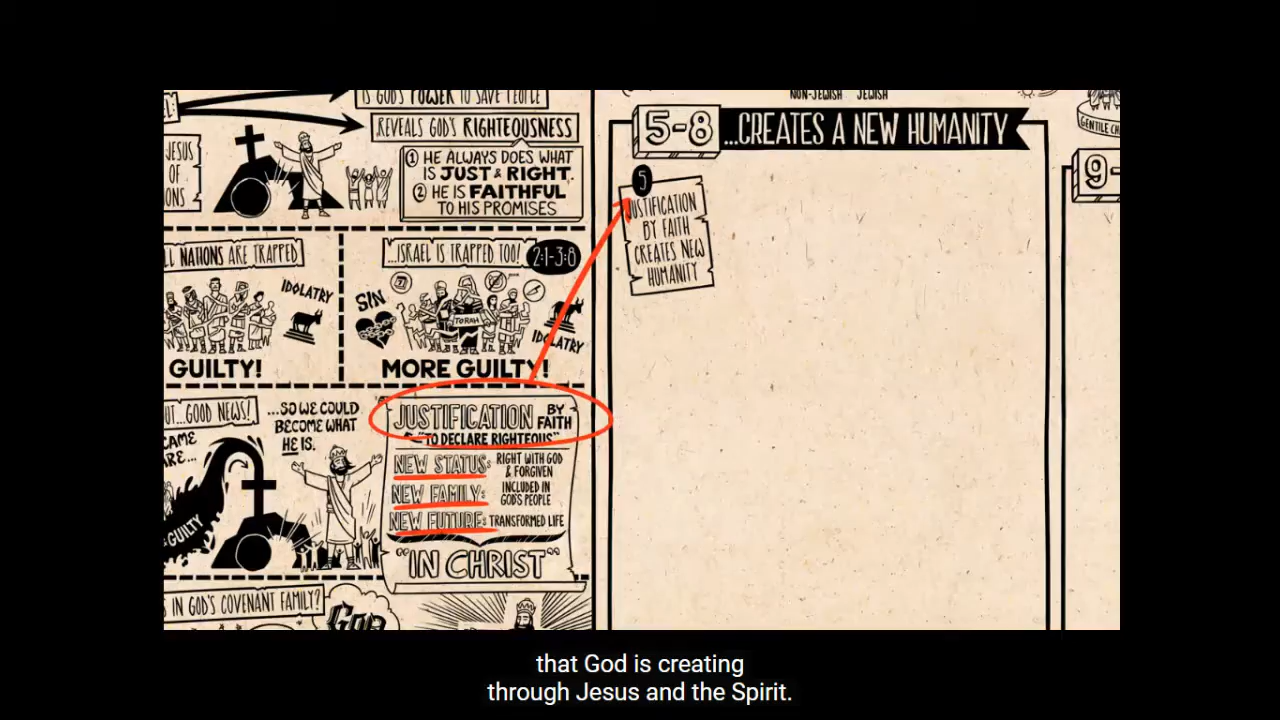 IS GOD'S POWER TO SAVE PEOPLE
REVEALS GOD'S RIGHTEOUSNESS
① HE ALWAYS DOES WHAT
IS JUST & RIGHT
② HE IS FAITHFUL
TO HIS PROMISES
JESUS
OF
NATIONS ARE TRAPPED
IDOLATRY
GUILTY!
...ISRAEL IS TRAPPED TOO!
2:1-3:8
SIN
TORAH
IDOLATRY
MORE GUILTY!
GOOD NEWS!
GUILTY
...SO WE COULD
BECOME WHAT
HE IS.
JUSTIFICATION BY FAITH
"TO DECLARE RIGHTEOUS"
NEW STATUS: RIGHT WITH GOD
& FORGIVEN
NEW FAMILY: INCLUDED IN
GOD'S PEOPLE
NEW FUTURE: TRANSFORMED LIFE
"IN CHRIST"
IN GOD'S COVENANT FAMILY?
GOD
NON-JEWISH JEWISH
5-8 ...CREATES A NEW HUMANITY
5
JUSTIFICATION
BY FAITH
CREATES NEW
HUMANITY
GENTILE
9-
that God is creating
through Jesus and the Spirit.